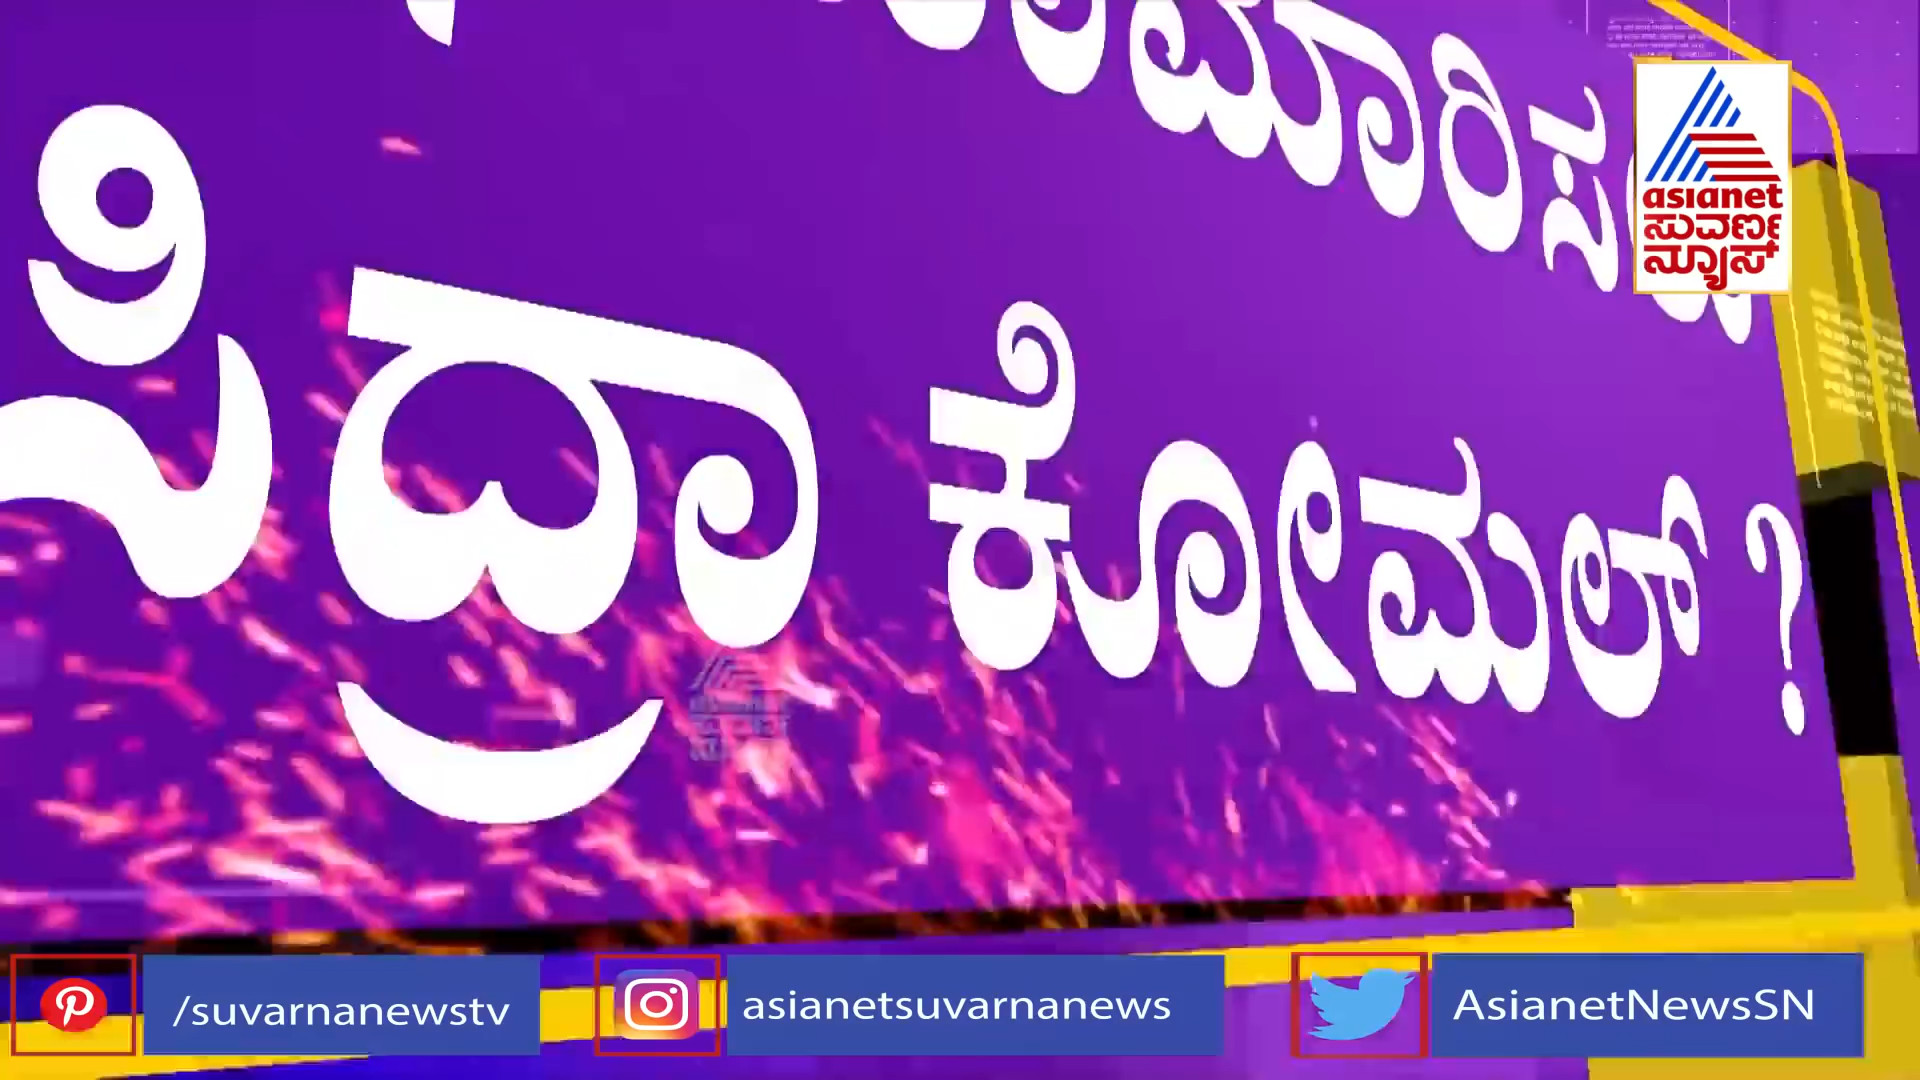 asianet
ಸುವರ್ಣ
ನ್ಯೂಸ್
ಸಿದ್ರಾ ಕೋಮಲ್ ?
/suvarnanewstv
asianetsuvarnanews
AsianetNewsSN